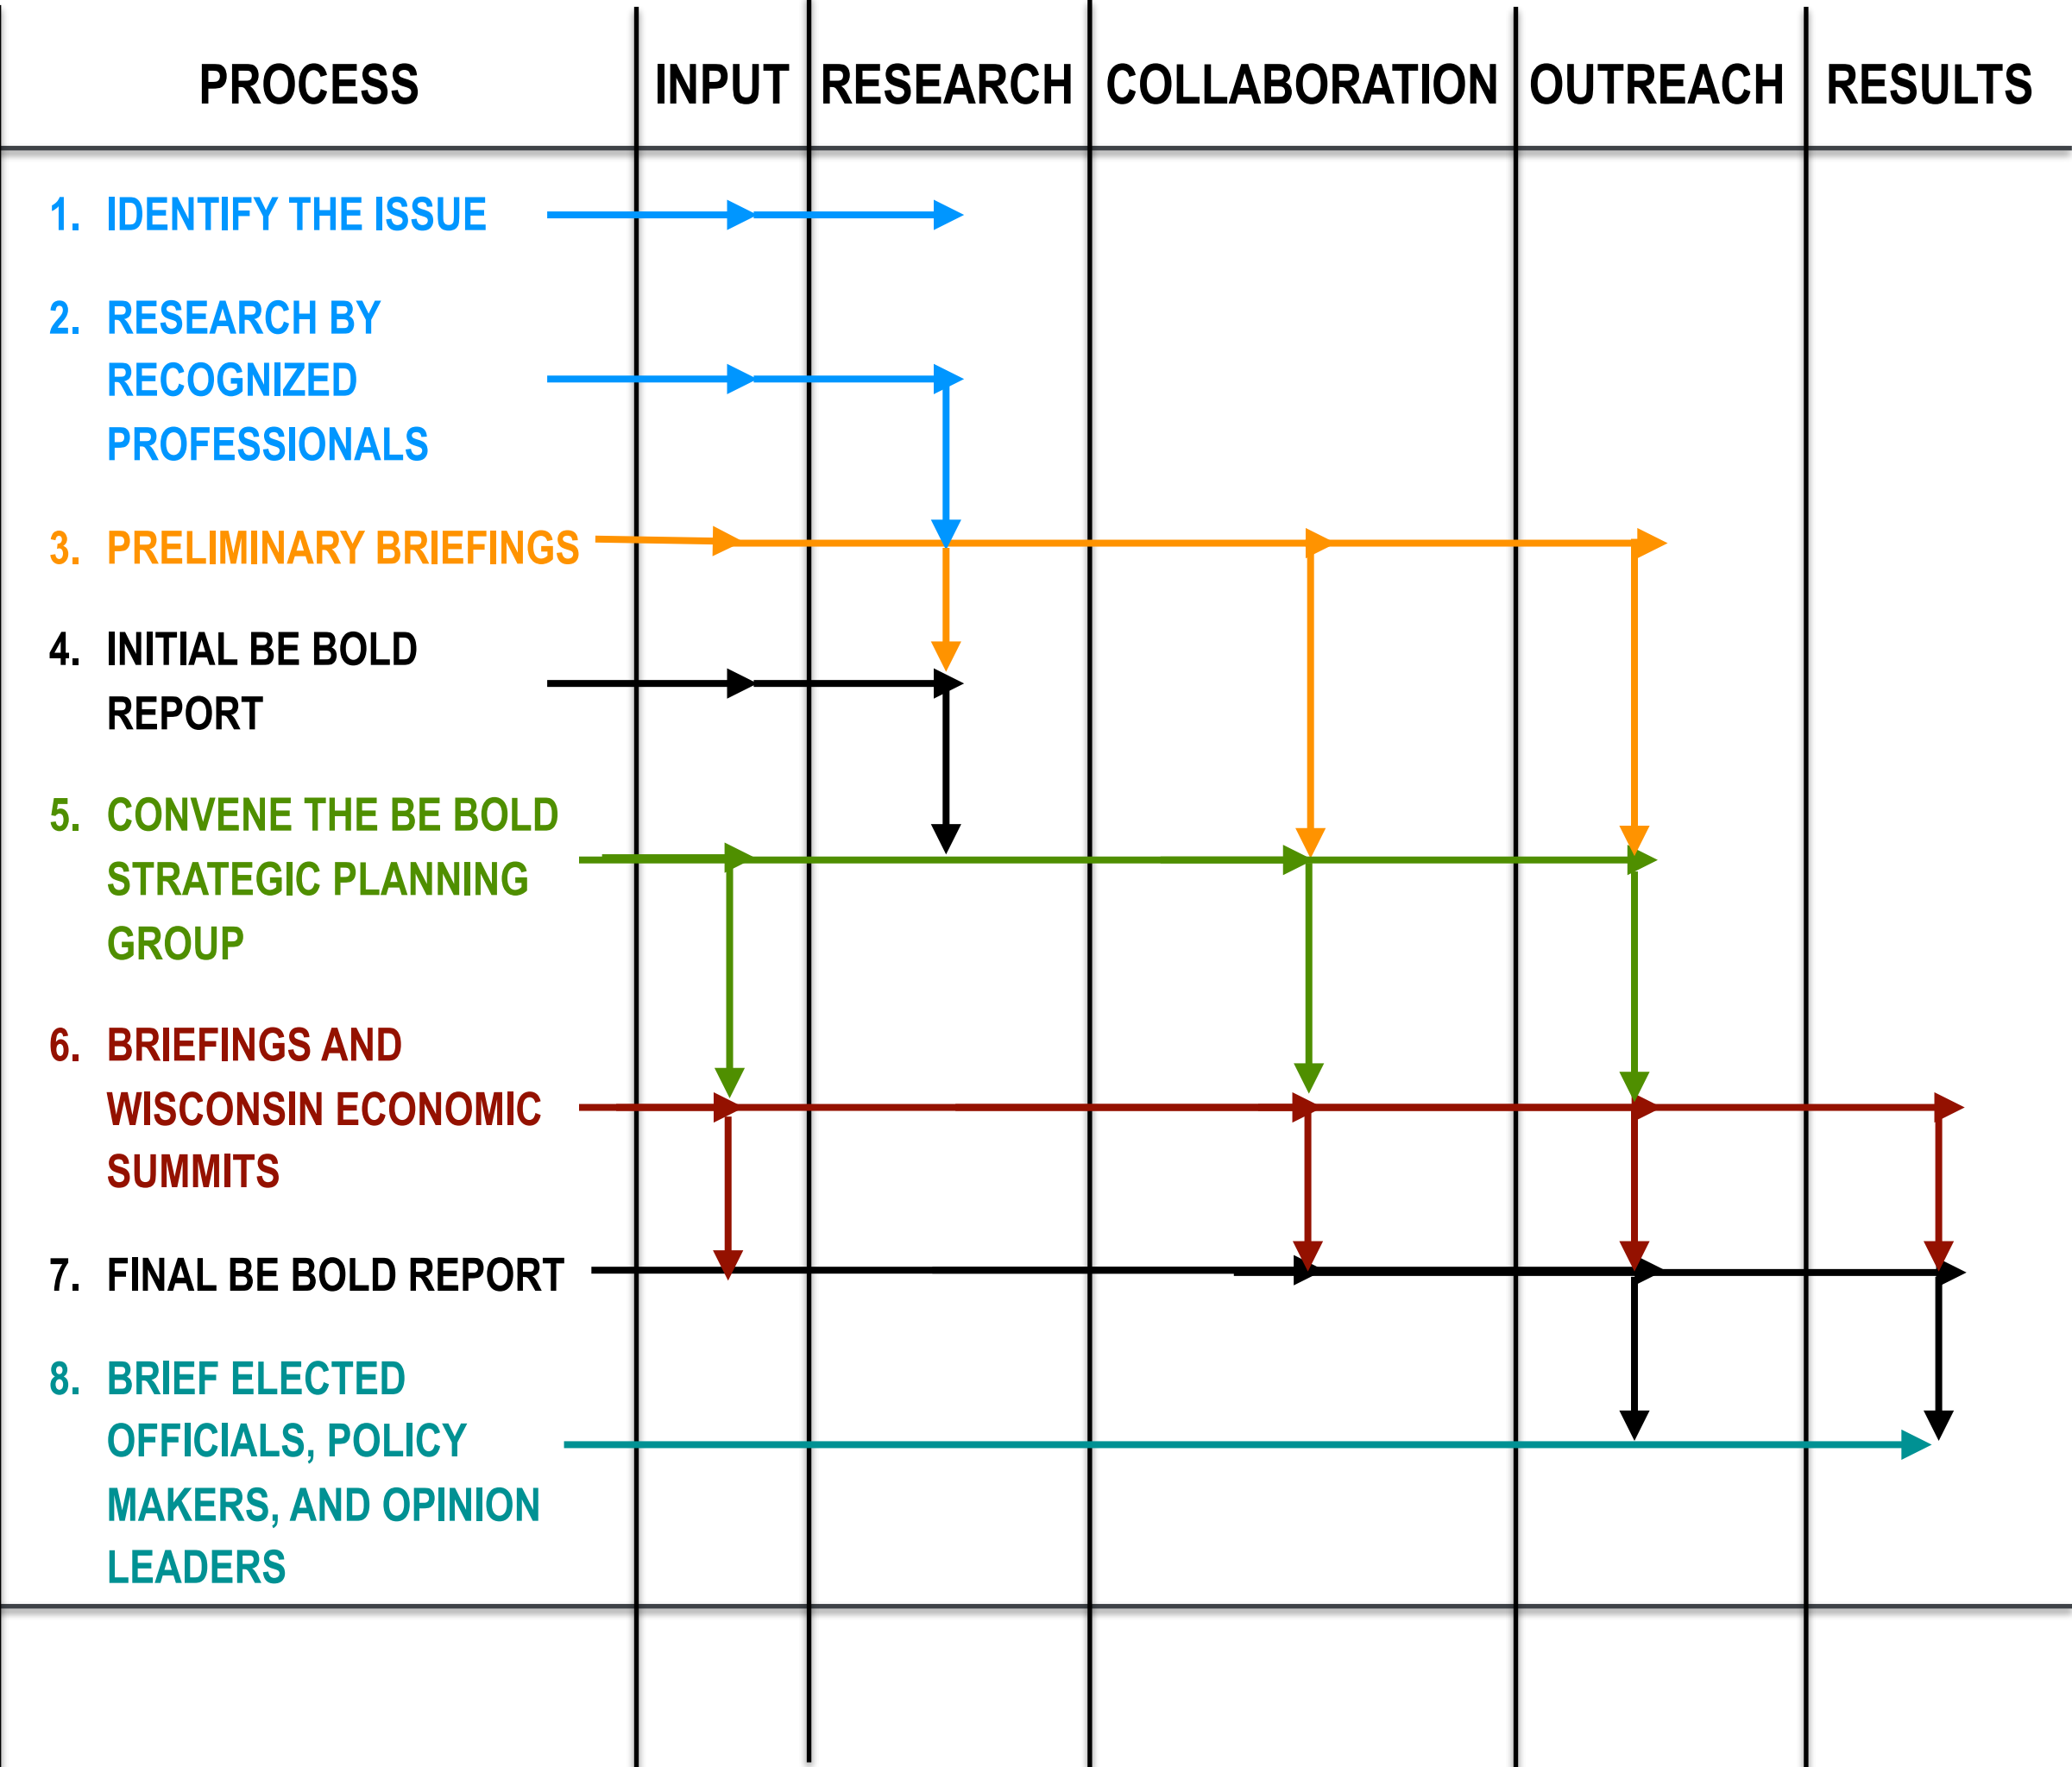 PROCESS INPUT RESEARCH COLLABORATION OUTREACH RESULTS
1. IDENTIFY THE ISSUE
2. RESEARCH BY
RECOGNIZED
PROFESSIONALS
3. PRELIMINARY BRIEFINGS
4. INITIAL BE BOLD
REPORT
5. CONVENE THE BE BOLD
STRATEGIC PLANNING
GROUP
6. BRIEFINGS AND
WISCONSIN ECONOMIC
SUMMITS
7. FINAL BE BOLD REPORT
8. BRIEF ELECTED
OFFICIALS, POLICY
MAKERS, AND OPINION
LEADERS